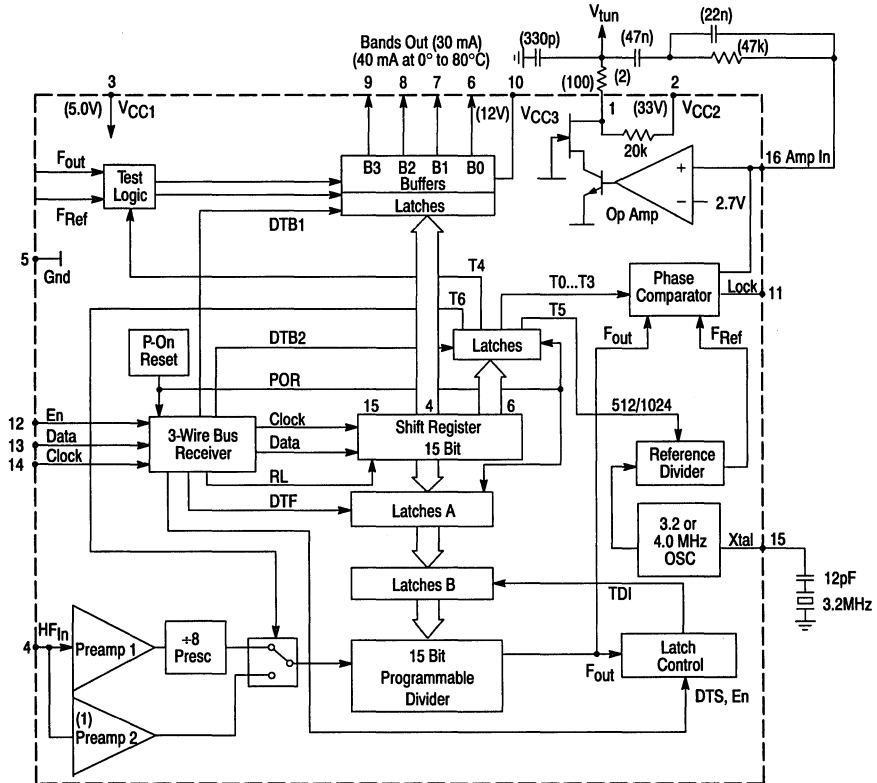 Vtun
(22n)
(330p)
(47n)
(47k)
Bands Out (30 mA)
(40 mA at 0° to 80°C)
(100)
(2)
3
9
8
7
6
10
1
2
(5.0V)
VCC1
(12V)
VCC3
(33V)
VCC2
20k
Fout
Test
Logic
FRef
B3
B2
B1
B0
Buffers
Latches
DTB1
+
−
2.7V
Op Amp
16 Amp In
5
Gnd
T4
T6
T0...T3
T5
Phase
Comparator
Lock
11
P-On
Reset
DTB2
Latches
Fout
FRef
POR
15
4
6
512/1024
12
En
13
Data
14
Clock
3-Wire Bus
Receiver
Clock
Data
Shift Register
15 Bit
RL
DTF
Reference
Divider
Latches A
3.2 or
4.0 MHz
OSC
Xtal
15
12pF
3.2MHz
Latches B
TDI
4
HFIn
Preamp 1
÷8
Presc
15 Bit
Programmable
Divider
Fout
Latch
Control
DTS, En
(1)
Preamp 2